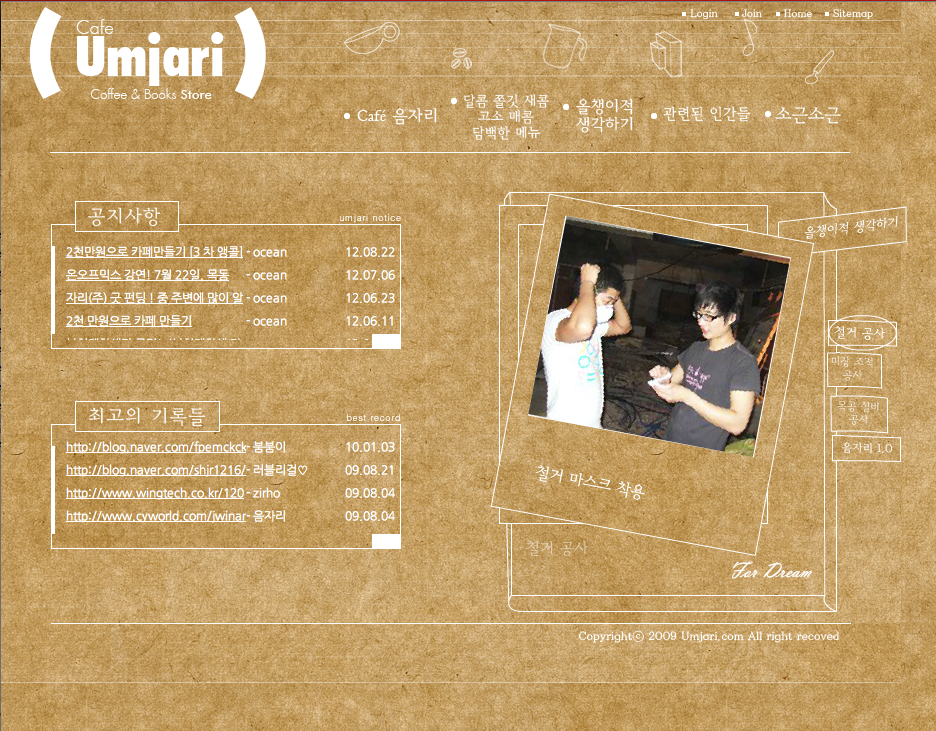 Login Join Home Sitemap
Cafe
Umjari
Coffee & Books Store
Café 음자리
달콤 쫄깃 새콤
고소 매콤
담백한 메뉴
올챙이적
생각하기
관련된 인간들
소근소근
공지사항
umjari notice
2천만원으로 카페만들기 [3 차 앵콜] - ocean 12.08.22
온오프믹스 강연! 7월 22일. 목동 - ocean 12.07.06
자리(주) 굿 펀딩 ! 줌 주변에 많이 알 - ocean 12.06.23
2천 만원으로 카페 만들기 - ocean 12.06.11
최고의 기록들
best record
http://blog.naver.com/fpemckck - 붐붐이 10.01.03
http://blog.naver.com/shir1216/ - 러블리걸♡ 09.08.21
http://www.wingtech.co.kr/120 - zirho 09.08.04
http://www.cyworld.com/jwinar - 음자리 09.08.04
올챙이적 생각하기
철거 공사
미장 조적
공사
목공 설비
공사
음자리 1.0
철거 마스크 착용
철거 공사
For Dream
Copyrightⓒ 2009 Umjari.com All right recoved